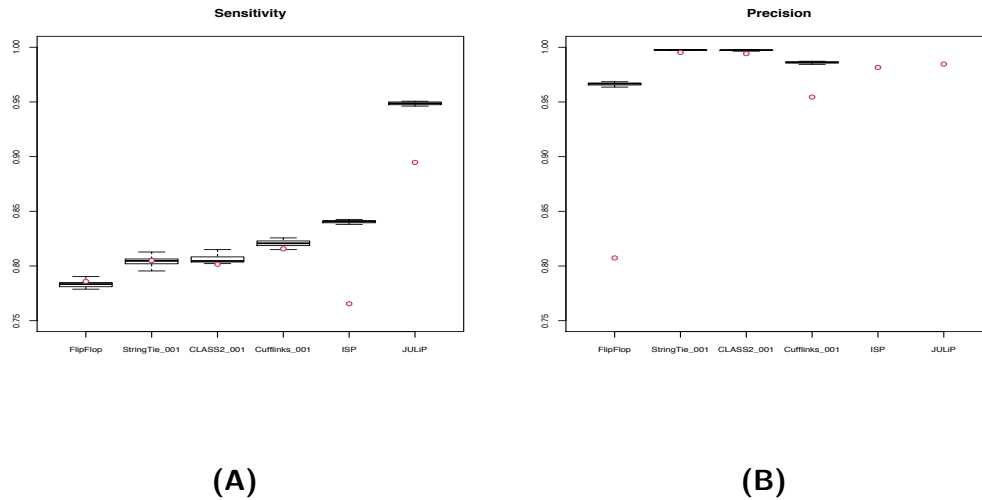 Sensitivity
1.00
0.95
0.90
0.85
0.80
0.75
FlipFlop StringTie_001 CLASS2_001 Cufflinks_001 ISP JULiP
(A)
Precision
1.00
0.95
0.90
0.85
0.80
0.75
FlipFlop StringTie_001 CLASS2_001 Cufflinks_001 ISP JULiP
(B)